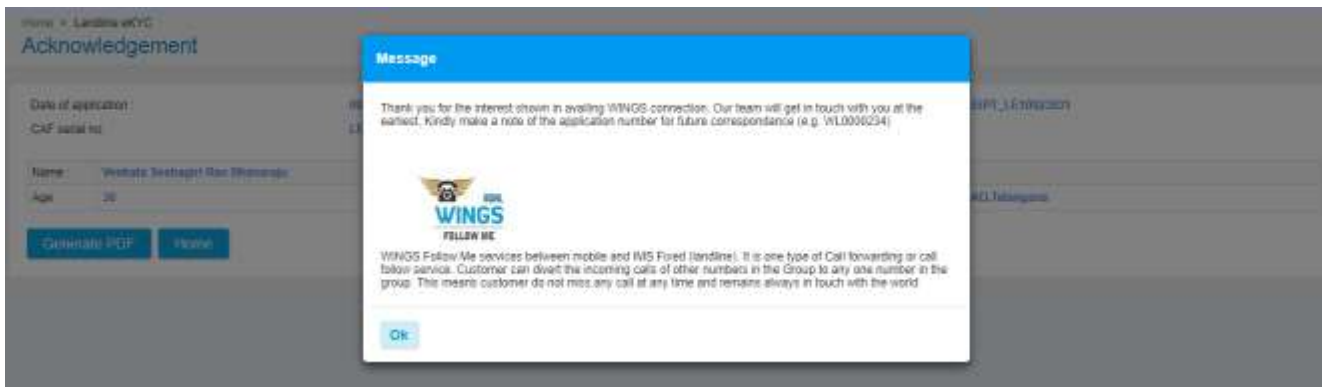 Home > Landline eKYC
Acknowledgement
Message
Date of application
CAF serial no
Thank you for the interest shown in availing WINGS connection. Our team will get in touch with you at the
earliest. Kindly make a note of the application number for future correspondance (e.g. WL0000234)
Name
Age
WINGS
FOLLOW ME
Generate PDF Home
WINGS Follow Me services between mobile and IMS Fixed (landline). It is one type of Call forwarding or call
follow service. Customer can divert the incoming calls of other numbers in the Group to any one number in the
group. This means customer do not miss any call at any time and remains always in touch with the world
Ok